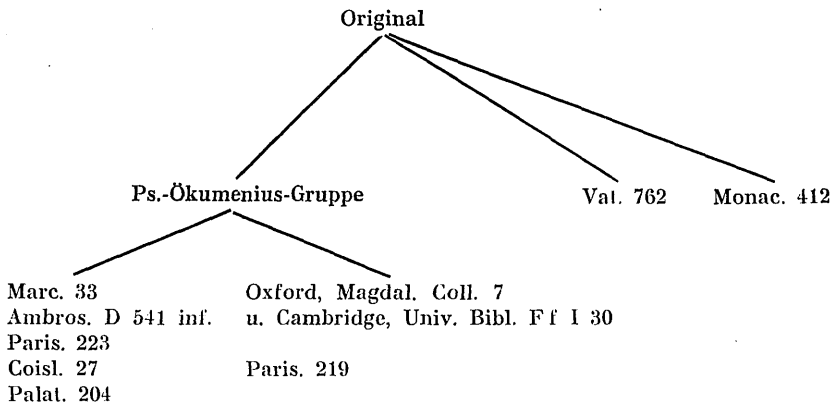 Original
Ps.-Ökumenius-Gruppe
Vat. 762
Monac. 412
Marc. 33
Ambros. D 541 inf.
Paris. 223
Coisl. 27
Palat. 204
Oxford, Magdal. Coll. 7
u. Cambridge, Univ. Bibl. F f I 30
Paris. 219